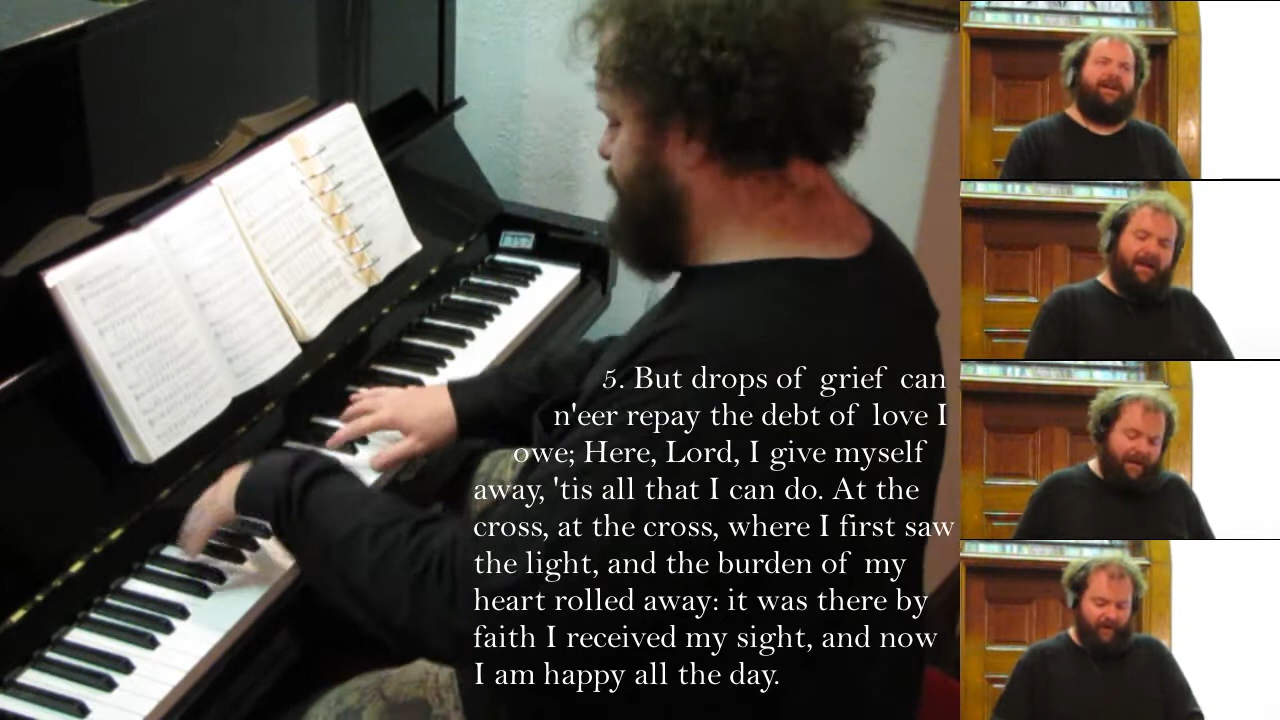 5. But drops of grief can
n'eer repay the debt of love I
owe; Here, Lord, I give myself
away, 'tis all that I can do. At the
cross, at the cross, where I first saw
the light, and the burden of my
heart rolled away: it was there by
faith I received my sight, and now
I am happy all the day.